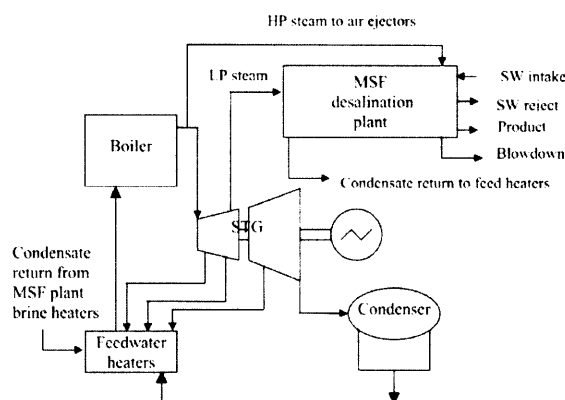 HP steam to air ejectors
LP steam
MSF
desalination
plant
SW intake
SW reject
Product
Blowdown
Boiler
Condensate return to feed heaters
STG
Condensate
return from
MSF plant
brine heaters
Condenser
Feedwater
heaters